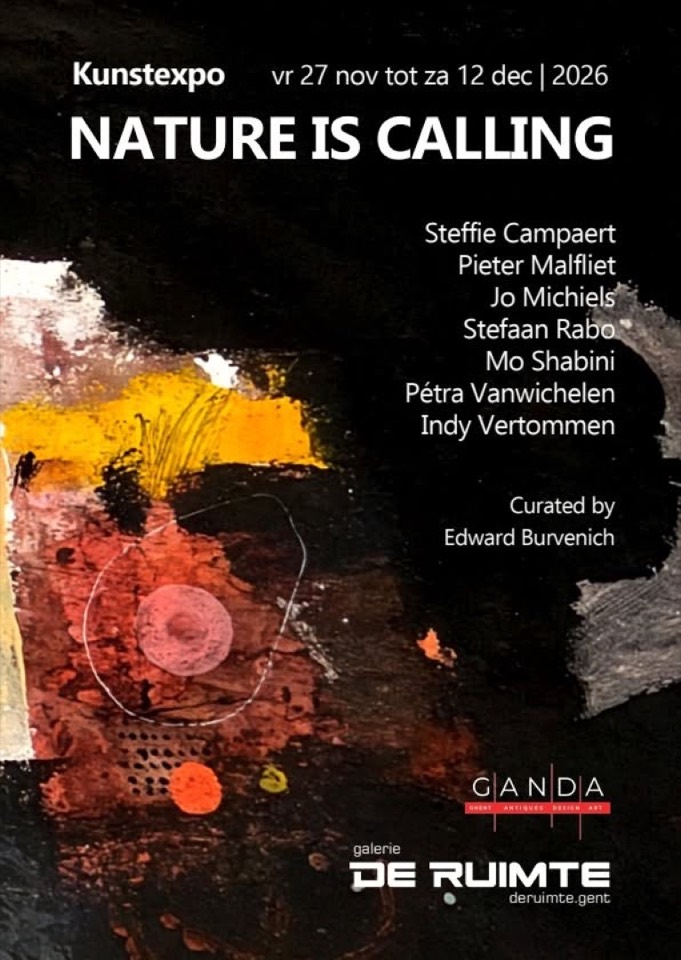 Kunstexpo vr 27 nov tot za 12 dec | 2026
NATURE IS CALLING
Steffie Campaert
Pieter Malfliet
Jo Michiels
Stefaan Rabo
Mo Shabini
Pétra Vanwichelen
Indy Vertommen
Curated by
Edward Burvenich
GANDA
GHENT ANTIQUES DESIGN ART
galerie
DE RUIMTE
deruimte.gent